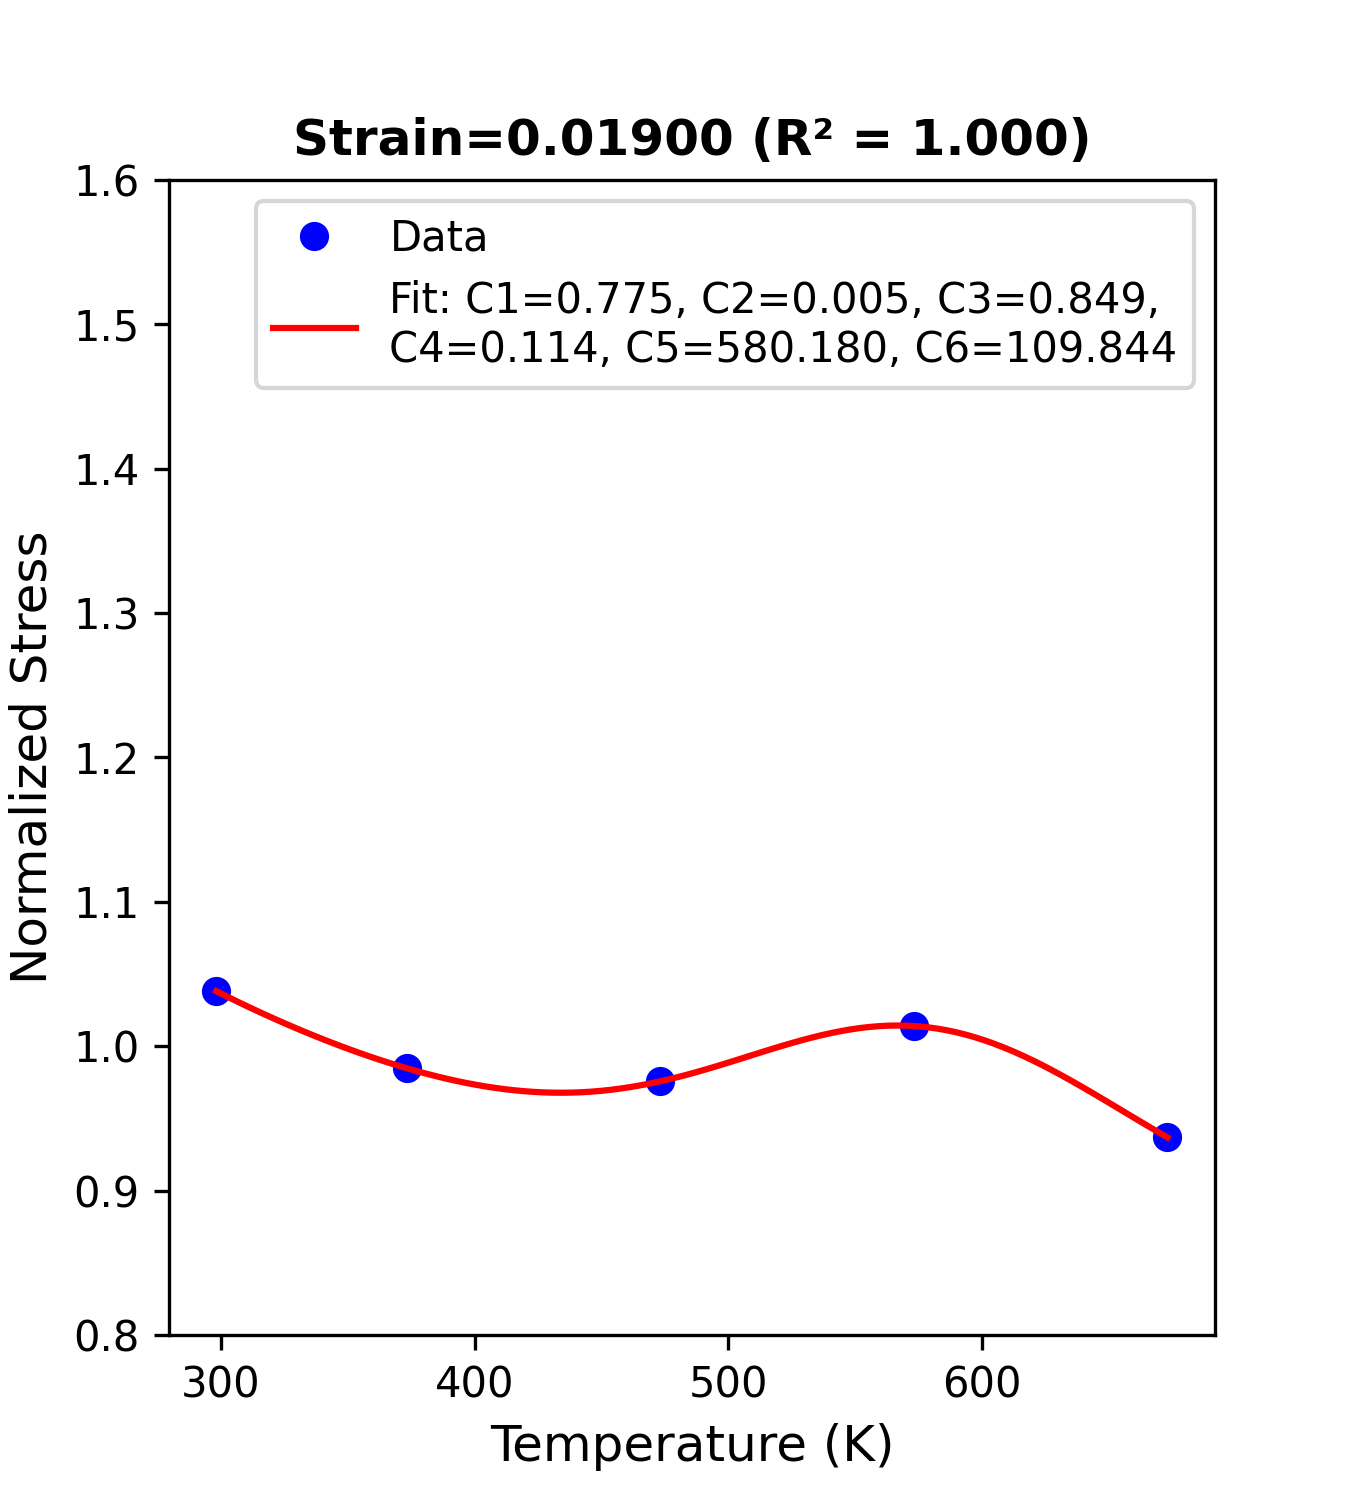 Strain=0.01900 (R² = 1.000)
1.6
1.5
1.4
1.3
1.2
1.1
1.0
0.9
0.8
Normalized Stress
Data
Fit: C1=0.775, C2=0.005, C3=0.849,
C4=0.114, C5=580.180, C6=109.844
300 400 500 600
Temperature (K)